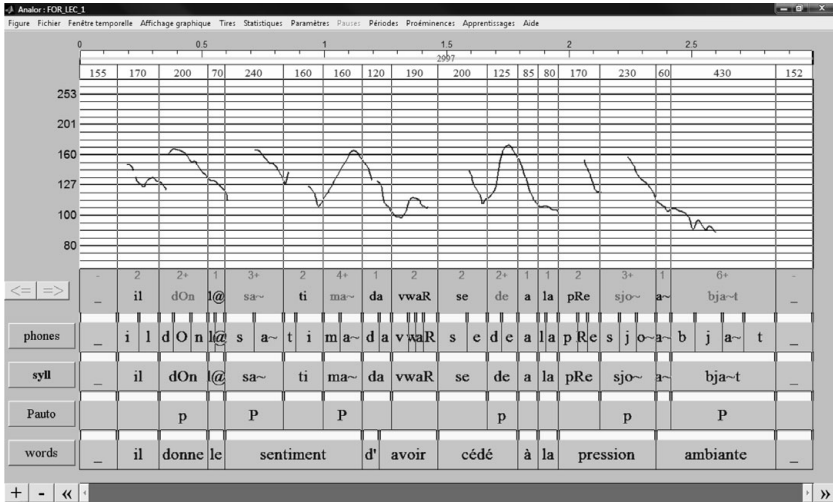 Analor : FOR_LEC_1
Figure Fichier Fenêtre temporelle Affichage graphique Tires Statistiques Paramètres Pauses Périodes Proéminences Apprentissages Aide
0 0.5 1 1.5 2 2.5
2997
155 170 200 70 240 160 160 120 190 200 125 85 80 170 230 60 430 152
253
201
160
127
100
80
- 2 2+ 1 3+ 2 4+ 1 2 2 2+ 1 1 2 3+ 1 6+ -
<= => _ il dOn l@ sa~ ti ma~ da vwaR se de a la pRe sjo~ a~ bja~t _
phones _ i l d O n l@ s a~ t i m a~ d a v w a R s e d e a l a p R e s j o~ a~ b j a~ t _
syll _ il dOn l@ sa~ ti ma~ da vwaR se de a la pRe sjo~ a~ bja~t _
Pauto p P P p p P
words _ il donne le sentiment d' avoir cédé à la pression ambiante _
+ - « »